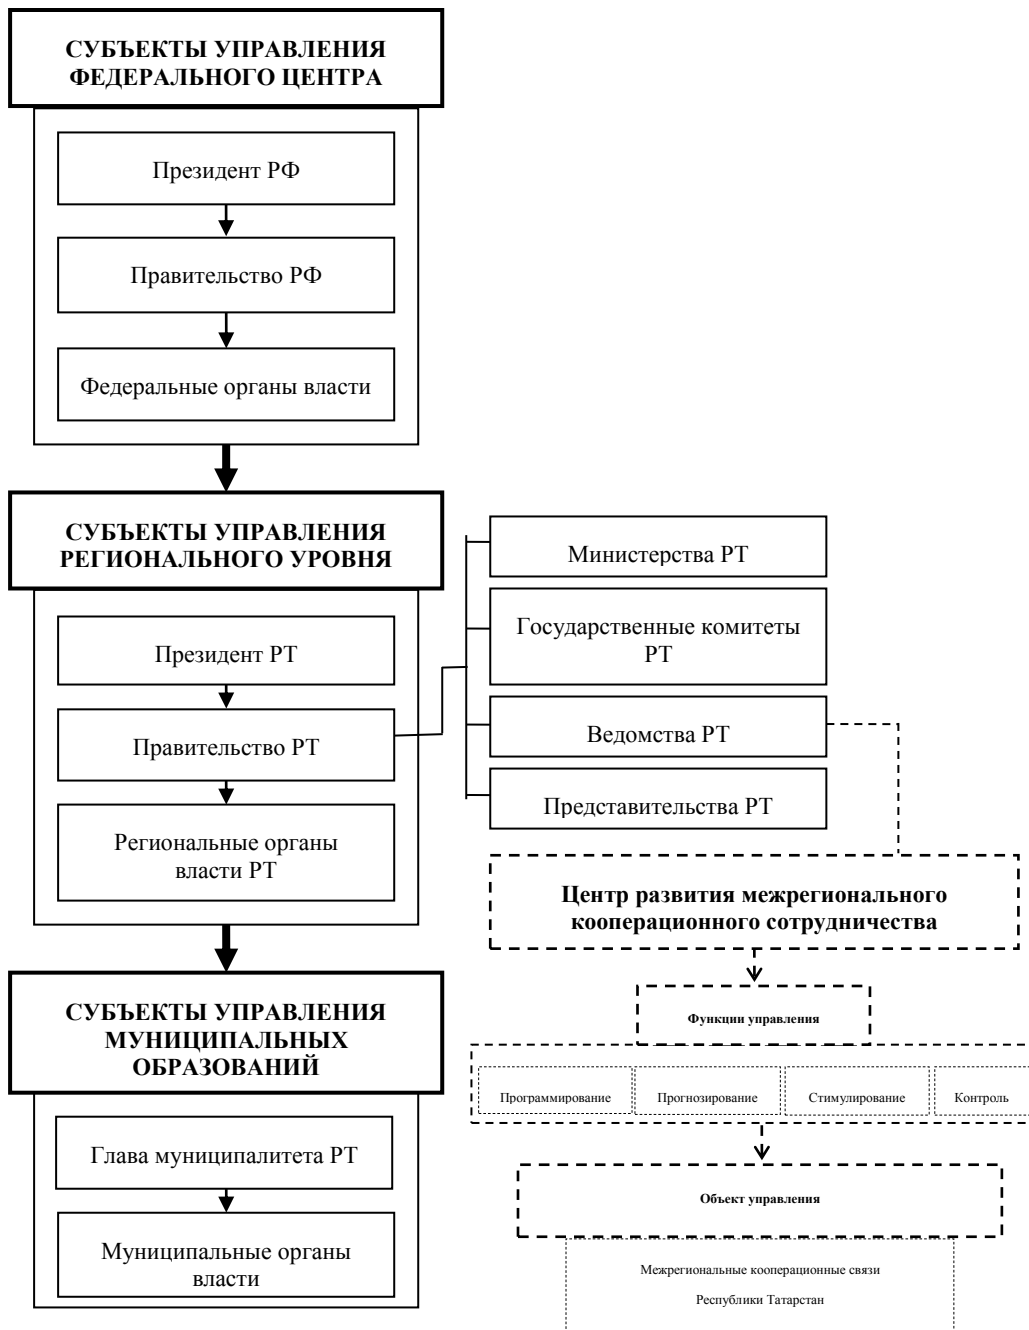 СУБЪЕКТЫ УПРАВЛЕНИЯ
ФЕДЕРАЛЬНОГО ЦЕНТРА
Президент РФ
Правительство РФ
Федеральные органы власти
СУБЪЕКТЫ УПРАВЛЕНИЯ
РЕГИОНАЛЬНОГО УРОВНЯ
Президент РТ
Правительство РТ
Региональные органы
власти РТ
Министерства РТ
Государственные комитеты
РТ
Ведомства РТ
Представительства РТ
Центр развития межрегионального
кооперационного сотрудничества
Функции управления
Программирование
Прогнозирование
Стимулирование
Контроль
Объект управления
Межрегиональные кооперационные связи
Республики Татарстан
СУБЪЕКТЫ УПРАВЛЕНИЯ
МУНИЦИПАЛЬНЫХ
ОБРАЗОВАНИЙ
Глава муниципалитета РТ
Муниципальные органы
власти